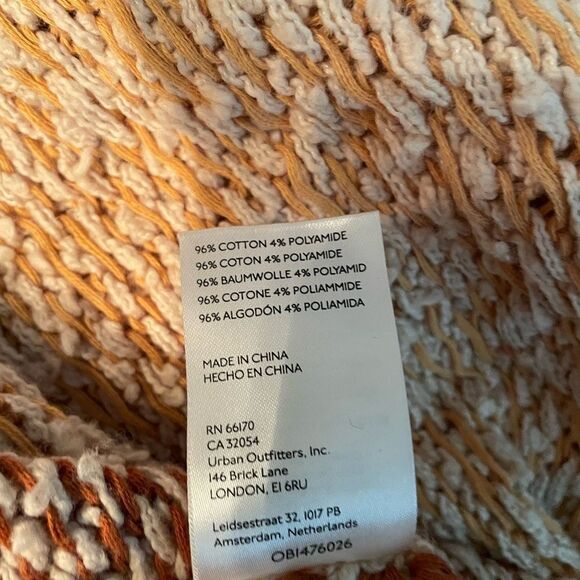 96% COTTON 4% POLYAMIDE
96% COTON 4% POLYAMIDE
96% BAUMWOLLE 4% POLYAMID
96% COTONE 4% POLIAMMIDE
96% ALGODÓN 4% POLIAMIDA
MADE IN CHINA
HECHO EN CHINA
RN 66170
CA 32054
Urban Outfitters, Inc.
146 Brick Lane
LONDON, E1 6RU
Leidsestraat 32, 1017 PB
Amsterdam, Netherlands
OB1476026